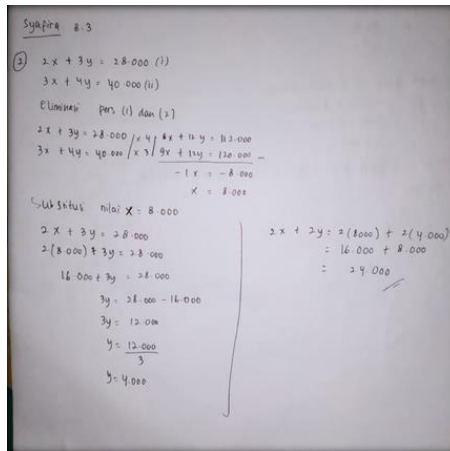 Syafira 8.3
2x + 3y = 28.000 (i)
3x + 4y = 40.000 (ii)
Eliminasi pers (1) dan (2)
2x + 3y = 28.000 / x 4 / 8x + 12y = 112.000
3x + 4y = 40.000 / x 3 / 9x + 12y = 120.000 -
-1x = -8.000
x = 8.000
Substitusi nilai x = 8.000
2x + 3y = 28.000
2(8.000) + 3y = 28.000
16.000 + 3y = 28.000
3y = 28.000 - 16.000
3y = 12.000
y = 12.000
3
y = 4.000
2x + 2y = 2(8000) + 2(4.000)
= 16.000 + 8.000
= 24.000